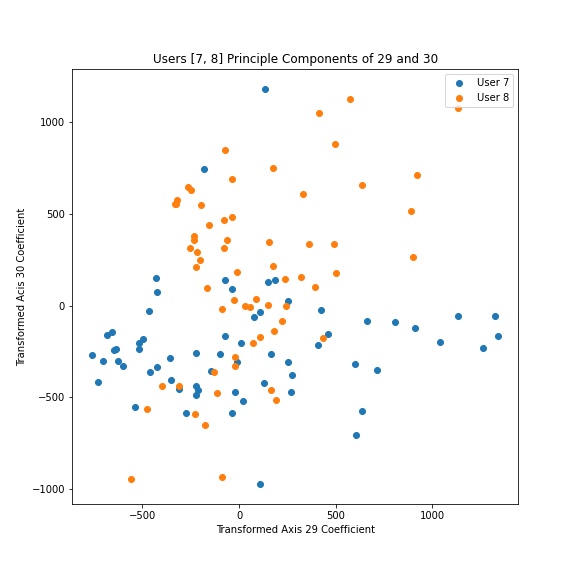 Users [7, 8] Principle Components of 29 and 30
User 7
User 8
Transformed Acis 30 Coefficient
1000
500
0
−500
−1000
−500
0
500
1000
Transformed Axis 29 Coefficient